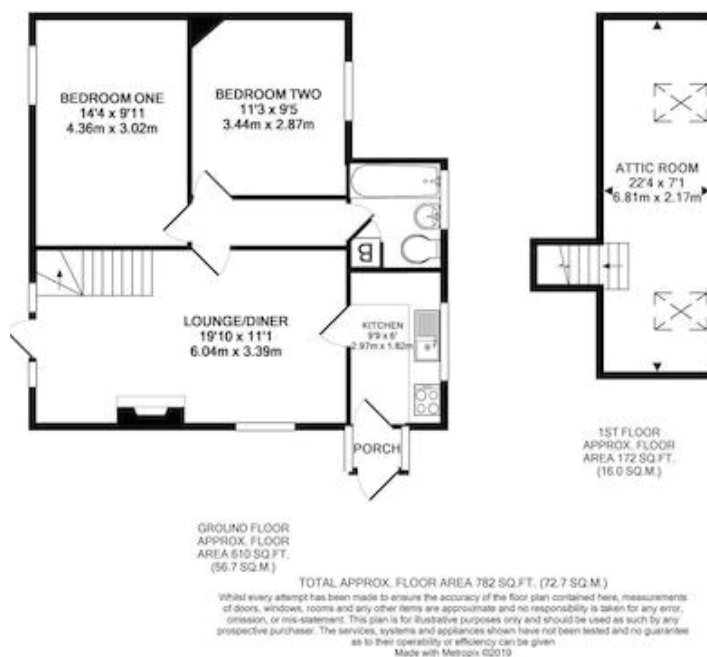 BEDROOM ONE
14'4 x 9'11
4.36m x 3.02m
BEDROOM TWO
11'3 x 9'5
3.44m x 2.87m
B
LOUNGE/DINER
19'10 x 11'1
6.04m x 3.39m
KITCHEN
9'9 x 6'
2.97m x 1.82m
PORCH
ATTIC ROOM
22'4 x 7'1
6.81m x 2.17m
1ST FLOOR
APPROX. FLOOR
AREA 172 SQ.FT.
(16.0 SQ.M.)
GROUND FLOOR
APPROX. FLOOR
AREA 610 SQ.FT.
(56.7 SQ.M.)
TOTAL APPROX. FLOOR AREA 782 SQ.FT. (72.7 SQ.M.)
Whilst every attempt has been made to ensure the accuracy of the floor plan contained here, measurements
of doors, windows, rooms and any other items are approximate and no responsibility is taken for any error,
omission, or mis-statement. This plan is for illustrative purposes only and should be used as such by any
prospective purchaser. The services, systems and appliances shown have not been tested and no guarantee
as to their operability or efficiency can be given
Made with Metropix ©2019